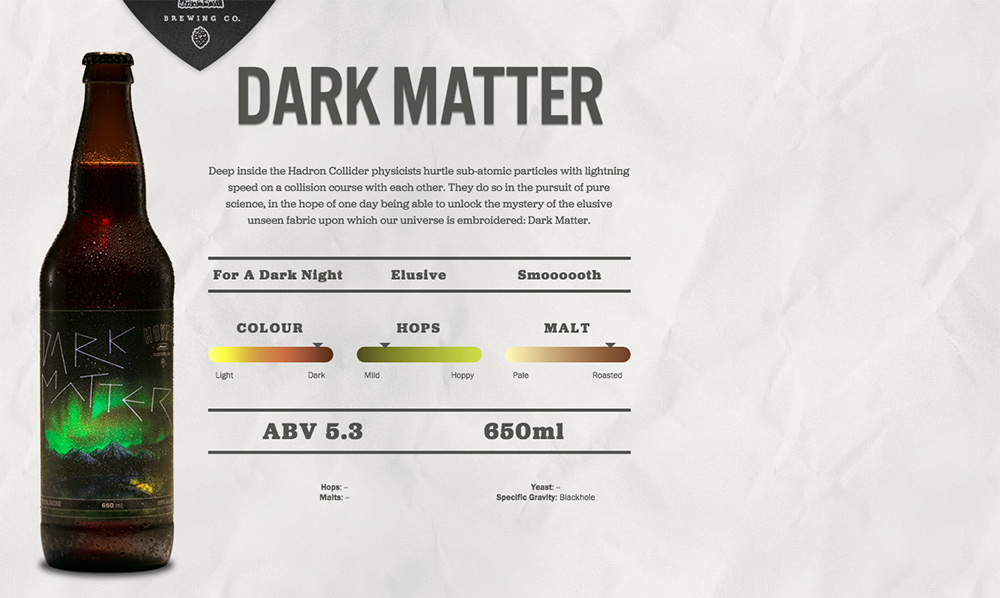 BREWING CO.
DARK MATTER
Deep inside the Hadron Collider physicists hurtle sub-atomic particles with lightning
speed on a collision course with each other. They do so in the pursuit of pure
science, in the hope of one day being able to unlock the mystery of the elusive
unseen fabric upon which our universe is embroidered: Dark Matter.
For A Dark Night Elusive Smoooooth
COLOUR HOPS MALT
Light Dark Mild Hoppy Pale Roasted
ABV 5.3 650ml
Hops: – Yeast: –
Malts: – Specific Gravity: Blackhole
DARK
MATTER
650 ml